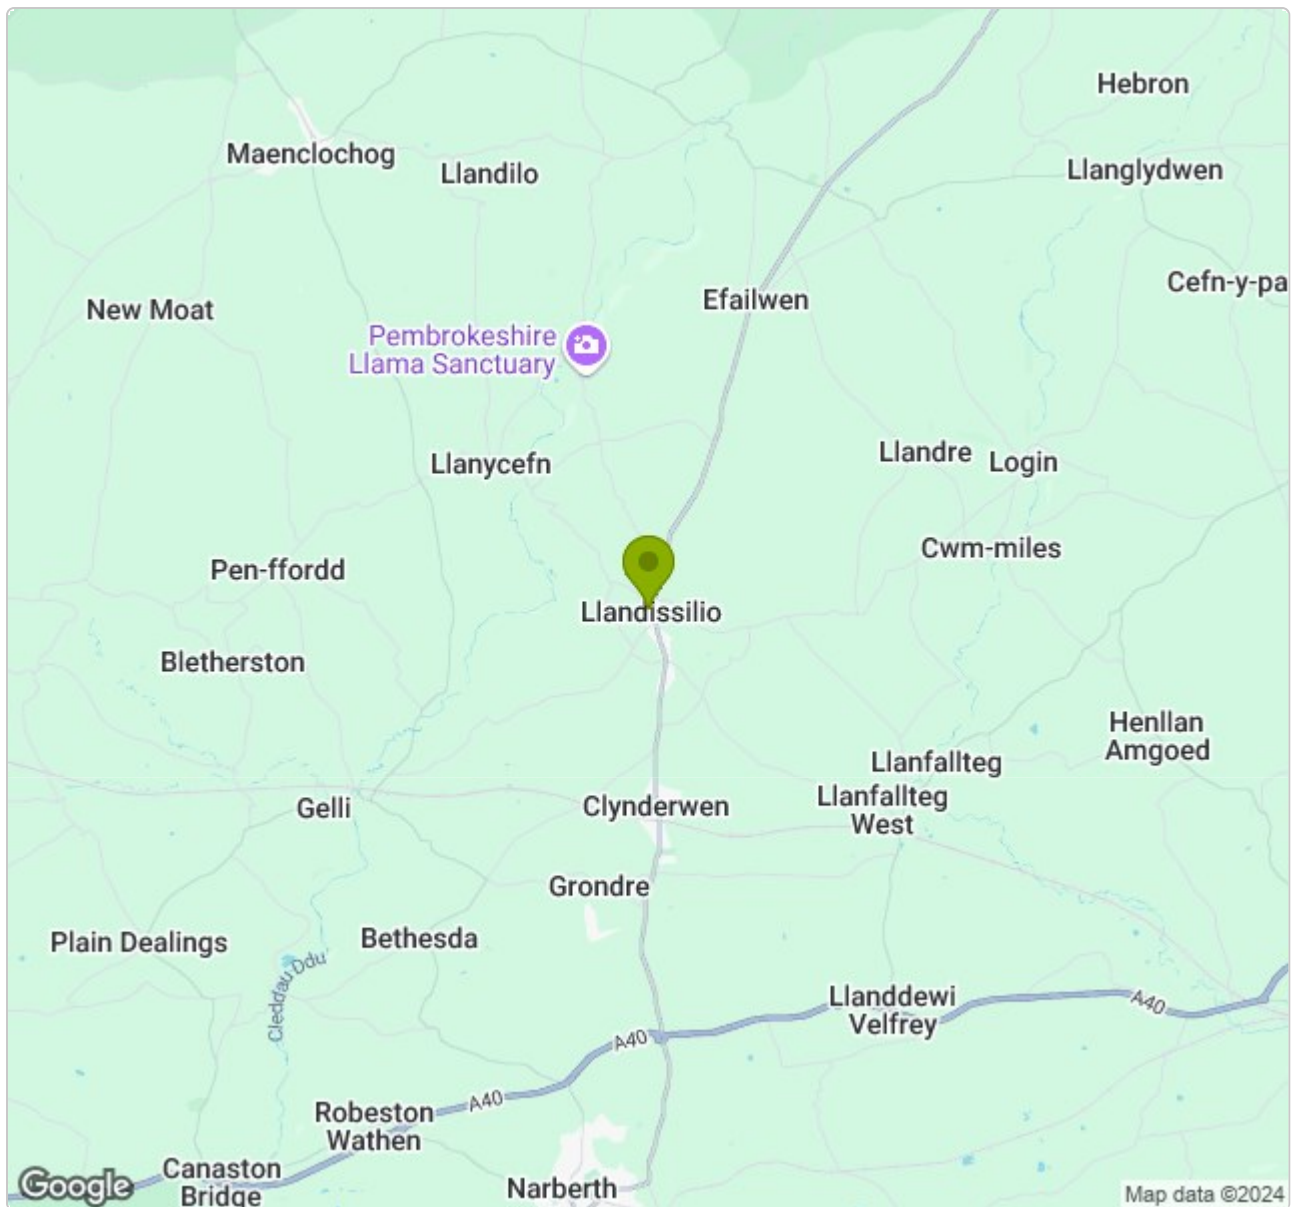 Hebron
Maenclochog
Llandilo
Llanglydwen
Cefn-y-pa
New Moat
Efailwen
Pembrokeshire
Llama Sanctuary
Llandre
Login
Llanycefn
Cwm-miles
Pen-ffordd
Llandissilio
Bletherston
Henllan
Amgoed
Llanfallteg
Llanfallteg
West
Gelli
Clynderwen
Grondre
Plain Dealings
Bethesda
Cleddau Ddu
Llanddewi
Velfrey
A40
A40
A40
Robeston
Wathen
Canaston
Bridge
Narberth
Google
Map data ©2024